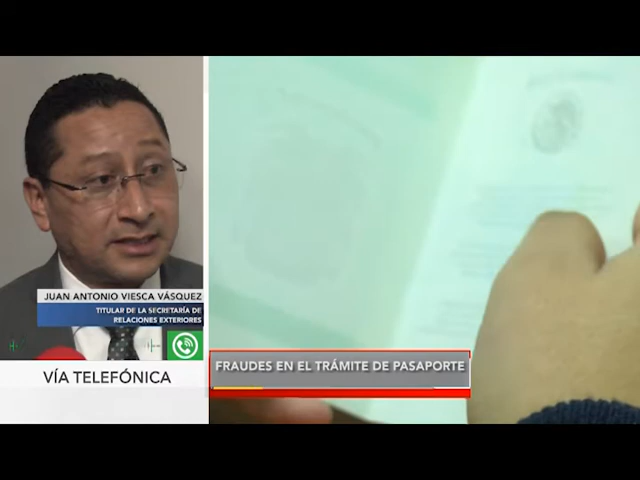 JUAN ANTONIO VIESCA VÁSQUEZ
TITULAR DE LA SECRETARÍA DE
RELACIONES EXTERIORES
VÍA TELEFÓNICA
FRAUDES EN EL TRÁMITE DE PASAPORTE